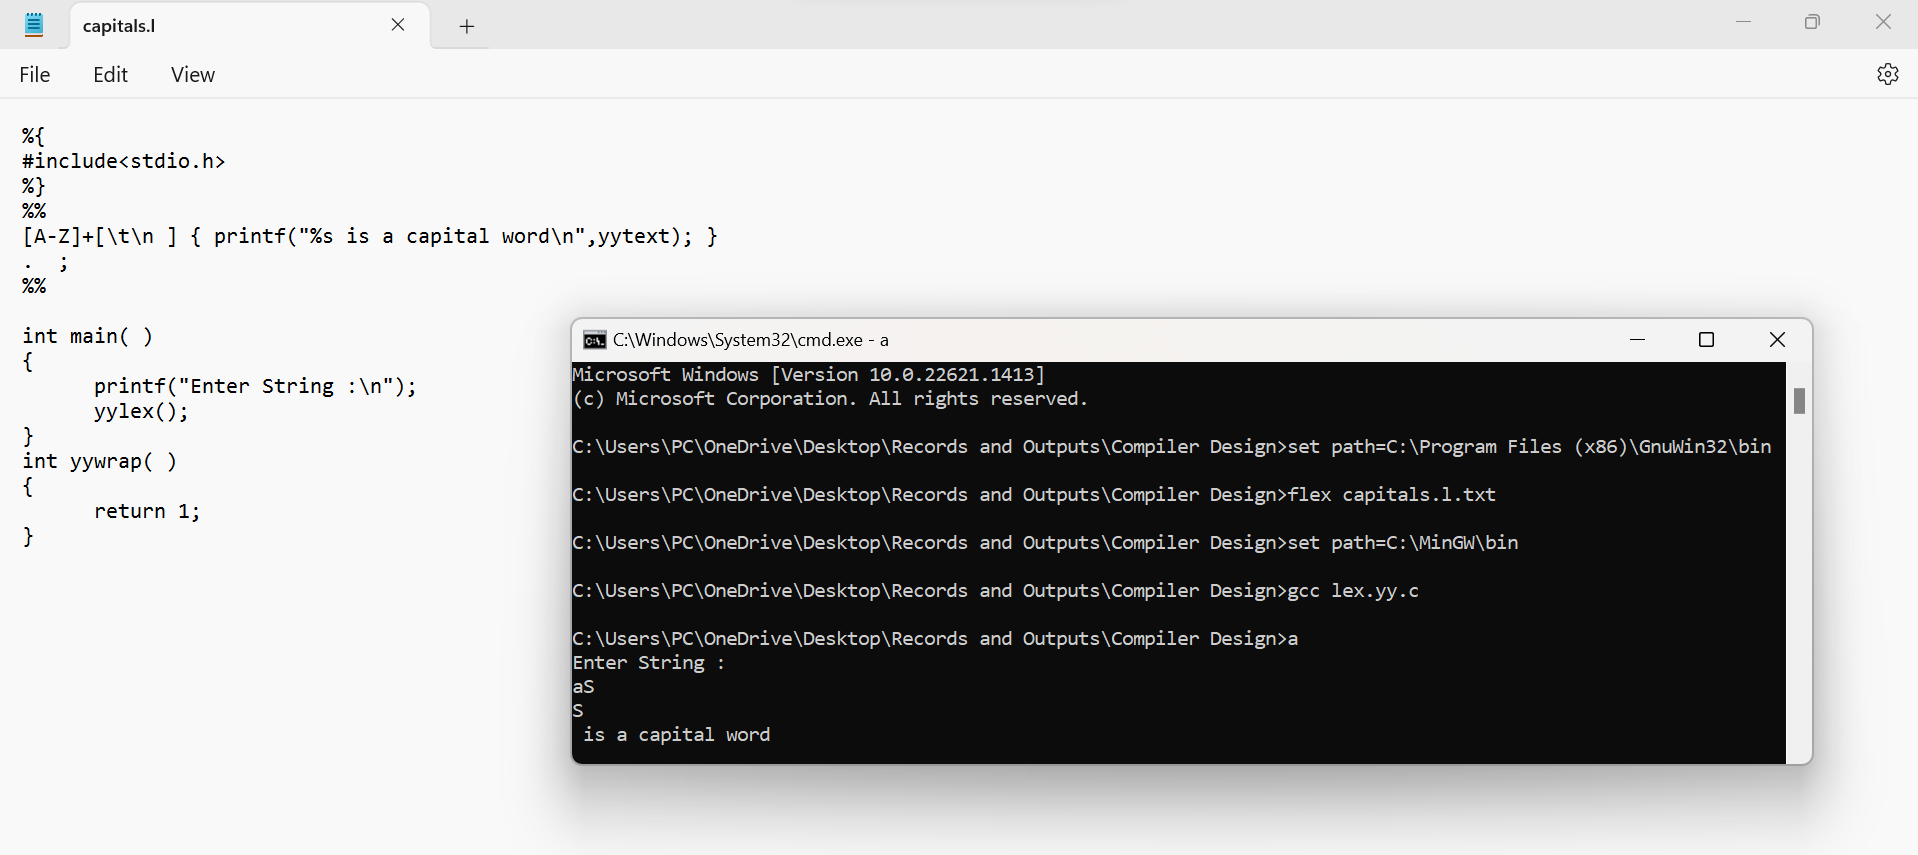 capitals.l
File Edit View
%{
#include<stdio.h>
%}
%%
[A-Z]+[\t\n ] { printf("%s is a capital word\n",yytext); }
.  ;
%%
int main( )
{
      printf("Enter String :\n");
      yylex();
}
int yywrap( )
{
      return 1;
}
C:\Windows\System32\cmd.exe - a
Microsoft Windows [Version 10.0.22621.1413]
(c) Microsoft Corporation. All rights reserved.
C:\Users\PC\OneDrive\Desktop\Records and Outputs\Compiler Design>set path=C:\Program Files (x86)\GnuWin32\bin
C:\Users\PC\OneDrive\Desktop\Records and Outputs\Compiler Design>flex capitals.l.txt
C:\Users\PC\OneDrive\Desktop\Records and Outputs\Compiler Design>set path=C:\MinGW\bin
C:\Users\PC\OneDrive\Desktop\Records and Outputs\Compiler Design>gcc lex.yy.c
C:\Users\PC\OneDrive\Desktop\Records and Outputs\Compiler Design>a
Enter String :
aS
S
 is a capital word